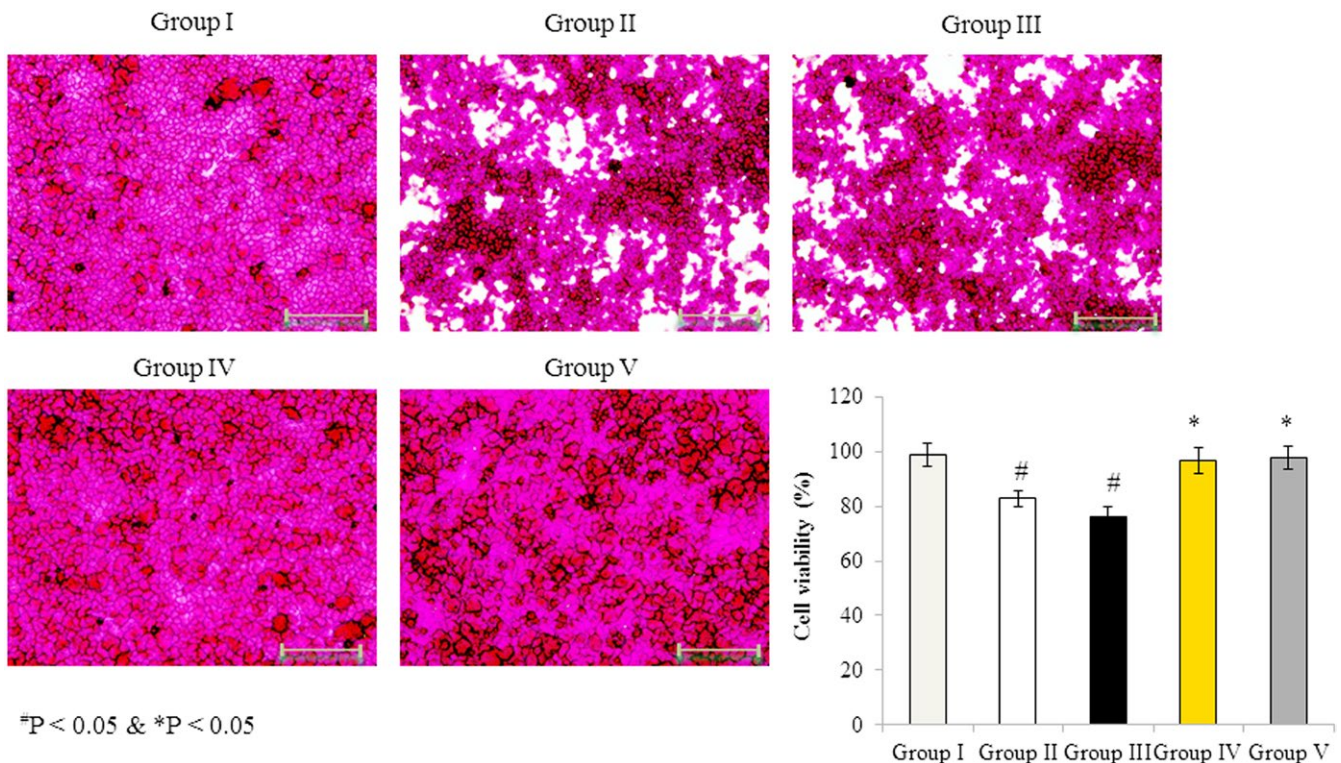 Group I
Group II
Group III
Group IV
Group V
120
100
80
60
40
20
0
Cell viability (%)
#
#
*
*
Group I Group II Group III Group IV Group V
#P < 0.05 & *P < 0.05